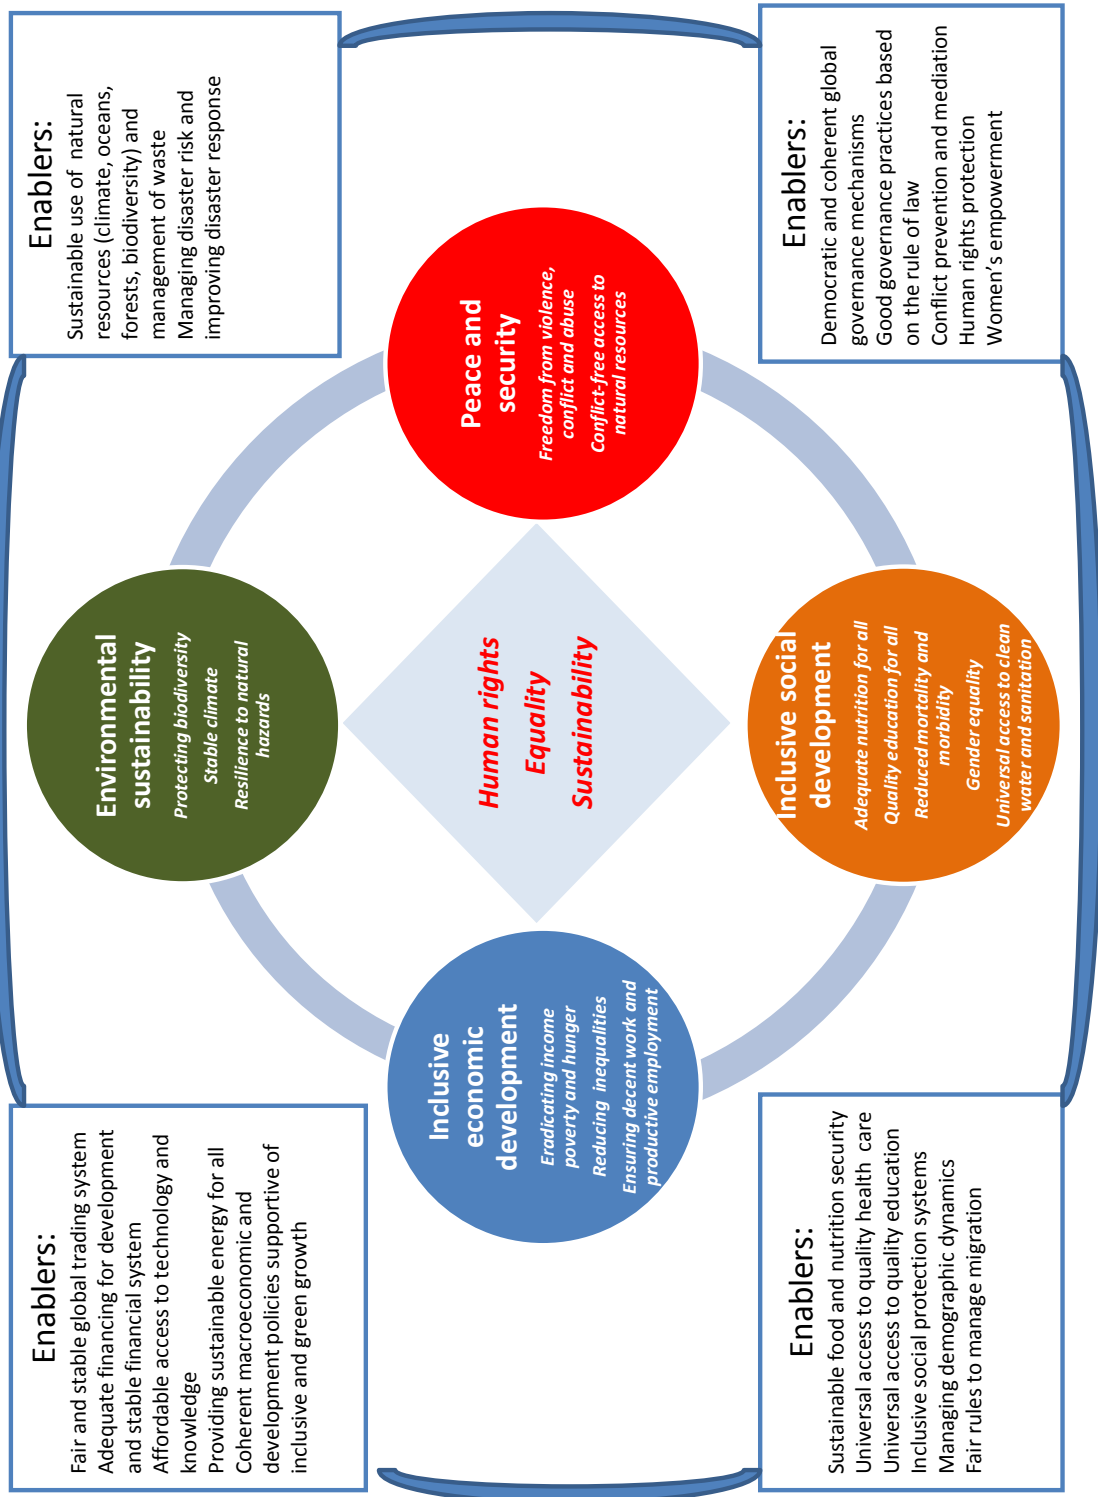 Enablers:
Fair and stable global trading system
Adequate financing for development
and stable financial system
Affordable access to technology and
knowledge
Providing sustainable energy for all
Coherent macroeconomic and
development policies supportive of
inclusive and green growth
Environmental
sustainability
Protecting biodiversity
Stable climate
Resilience to natural
hazards
Enablers:
Sustainable use of natural
resources (climate, oceans,
forests, biodiversity) and
management of waste
Managing disaster risk and
improving disaster response
Inclusive
economic
development
Eradicating income
poverty and hunger
Reducing inequalities
Ensuring decent work and
productive employment
Human rights
Equality
Sustainability
Peace and
security
Freedom from violence,
conflict and abuse
Conflict-free access to
natural resources
Enablers:
Sustainable food and nutrition security
Universal access to quality health care
Universal access to quality education
Inclusive social protection systems
Managing demographic dynamics
Fair rules to manage migration
Inclusive social
development
Adequate nutrition for all
Quality education for all
Reduced mortality and
morbidity
Gender equality
Universal access to clean
water and sanitation
Enablers:
Democratic and coherent global
governance mechanisms
Good governance practices based
on the rule of law
Conflict prevention and mediation
Human rights protection
Women’s empowerment